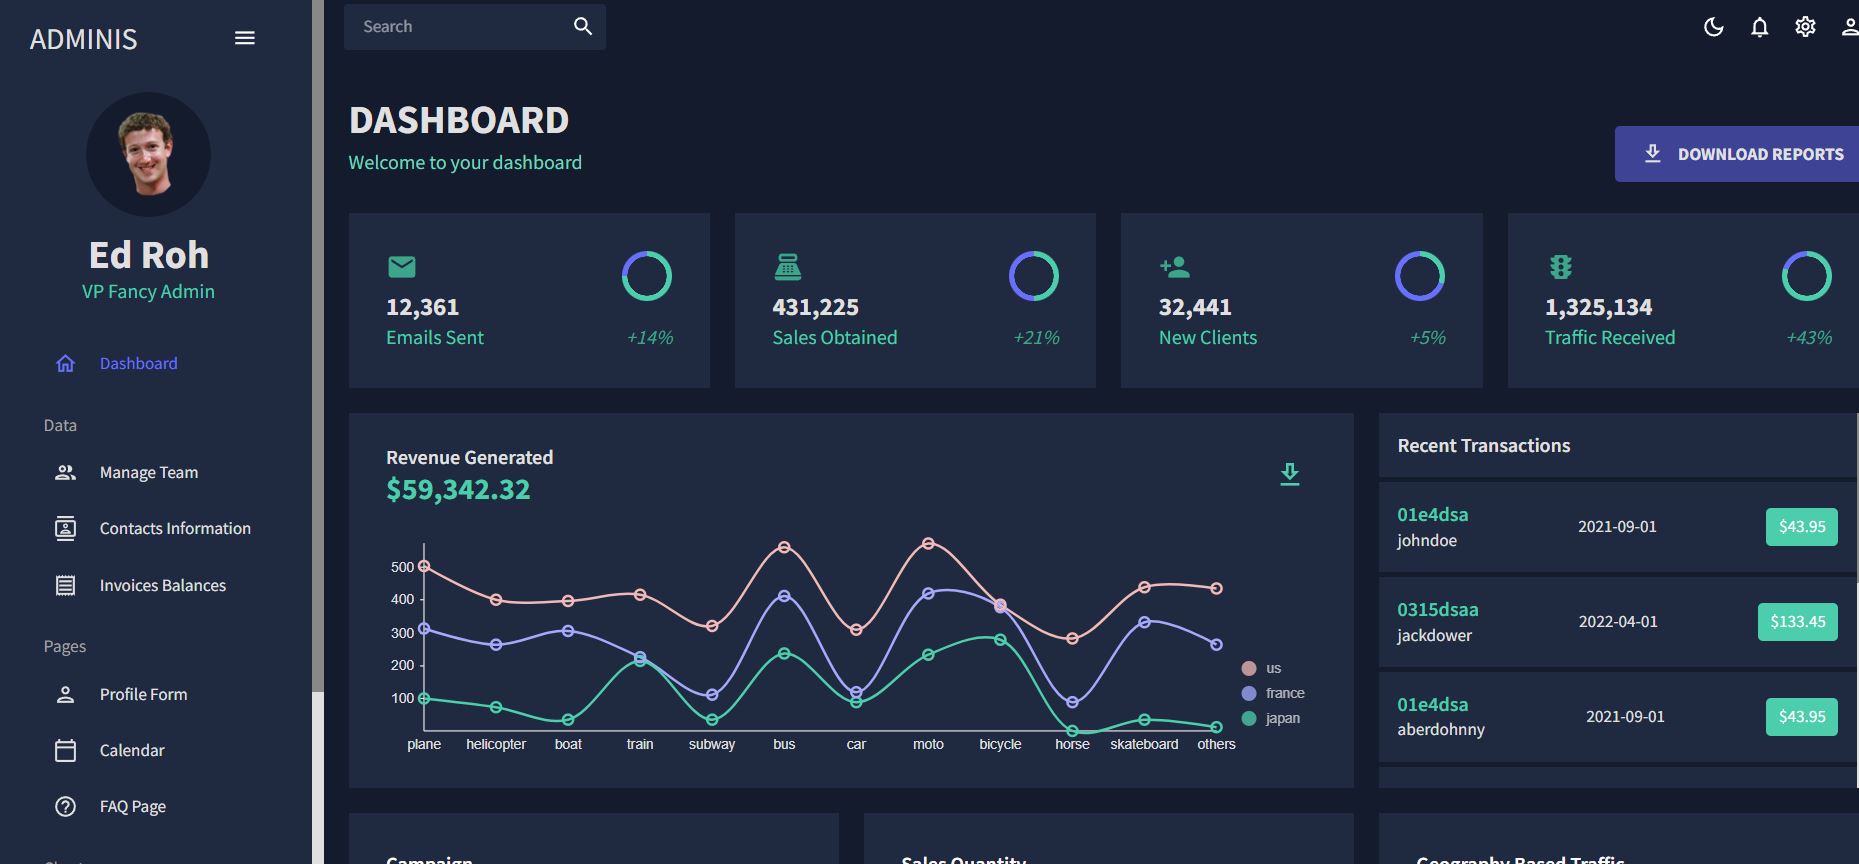 ADMINIS
Search
Ed Roh
VP Fancy Admin
Dashboard
Data
Manage Team
Contacts Information
Invoices Balances
Pages
Profile Form
Calendar
FAQ Page
DASHBOARD
Welcome to your dashboard
DOWNLOAD REPORTS
12,361
Emails Sent
+14%
431,225
Sales Obtained
+21%
32,441
New Clients
+5%
1,325,134
Traffic Received
+43%
Revenue Generated
$59,342.32
500
400
300
200
100
plane helicopter boat train subway bus car moto bicycle horse skateboard others
us
france
japan
Recent Transactions
01e4dsa
johndoe
2021-09-01
$43.95
0315dsaa
jackdower
2022-04-01
$133.45
01e4dsa
aberdohnny
2021-09-01
$43.95
Campaign
Sales Quantity
Geography Based Traffic